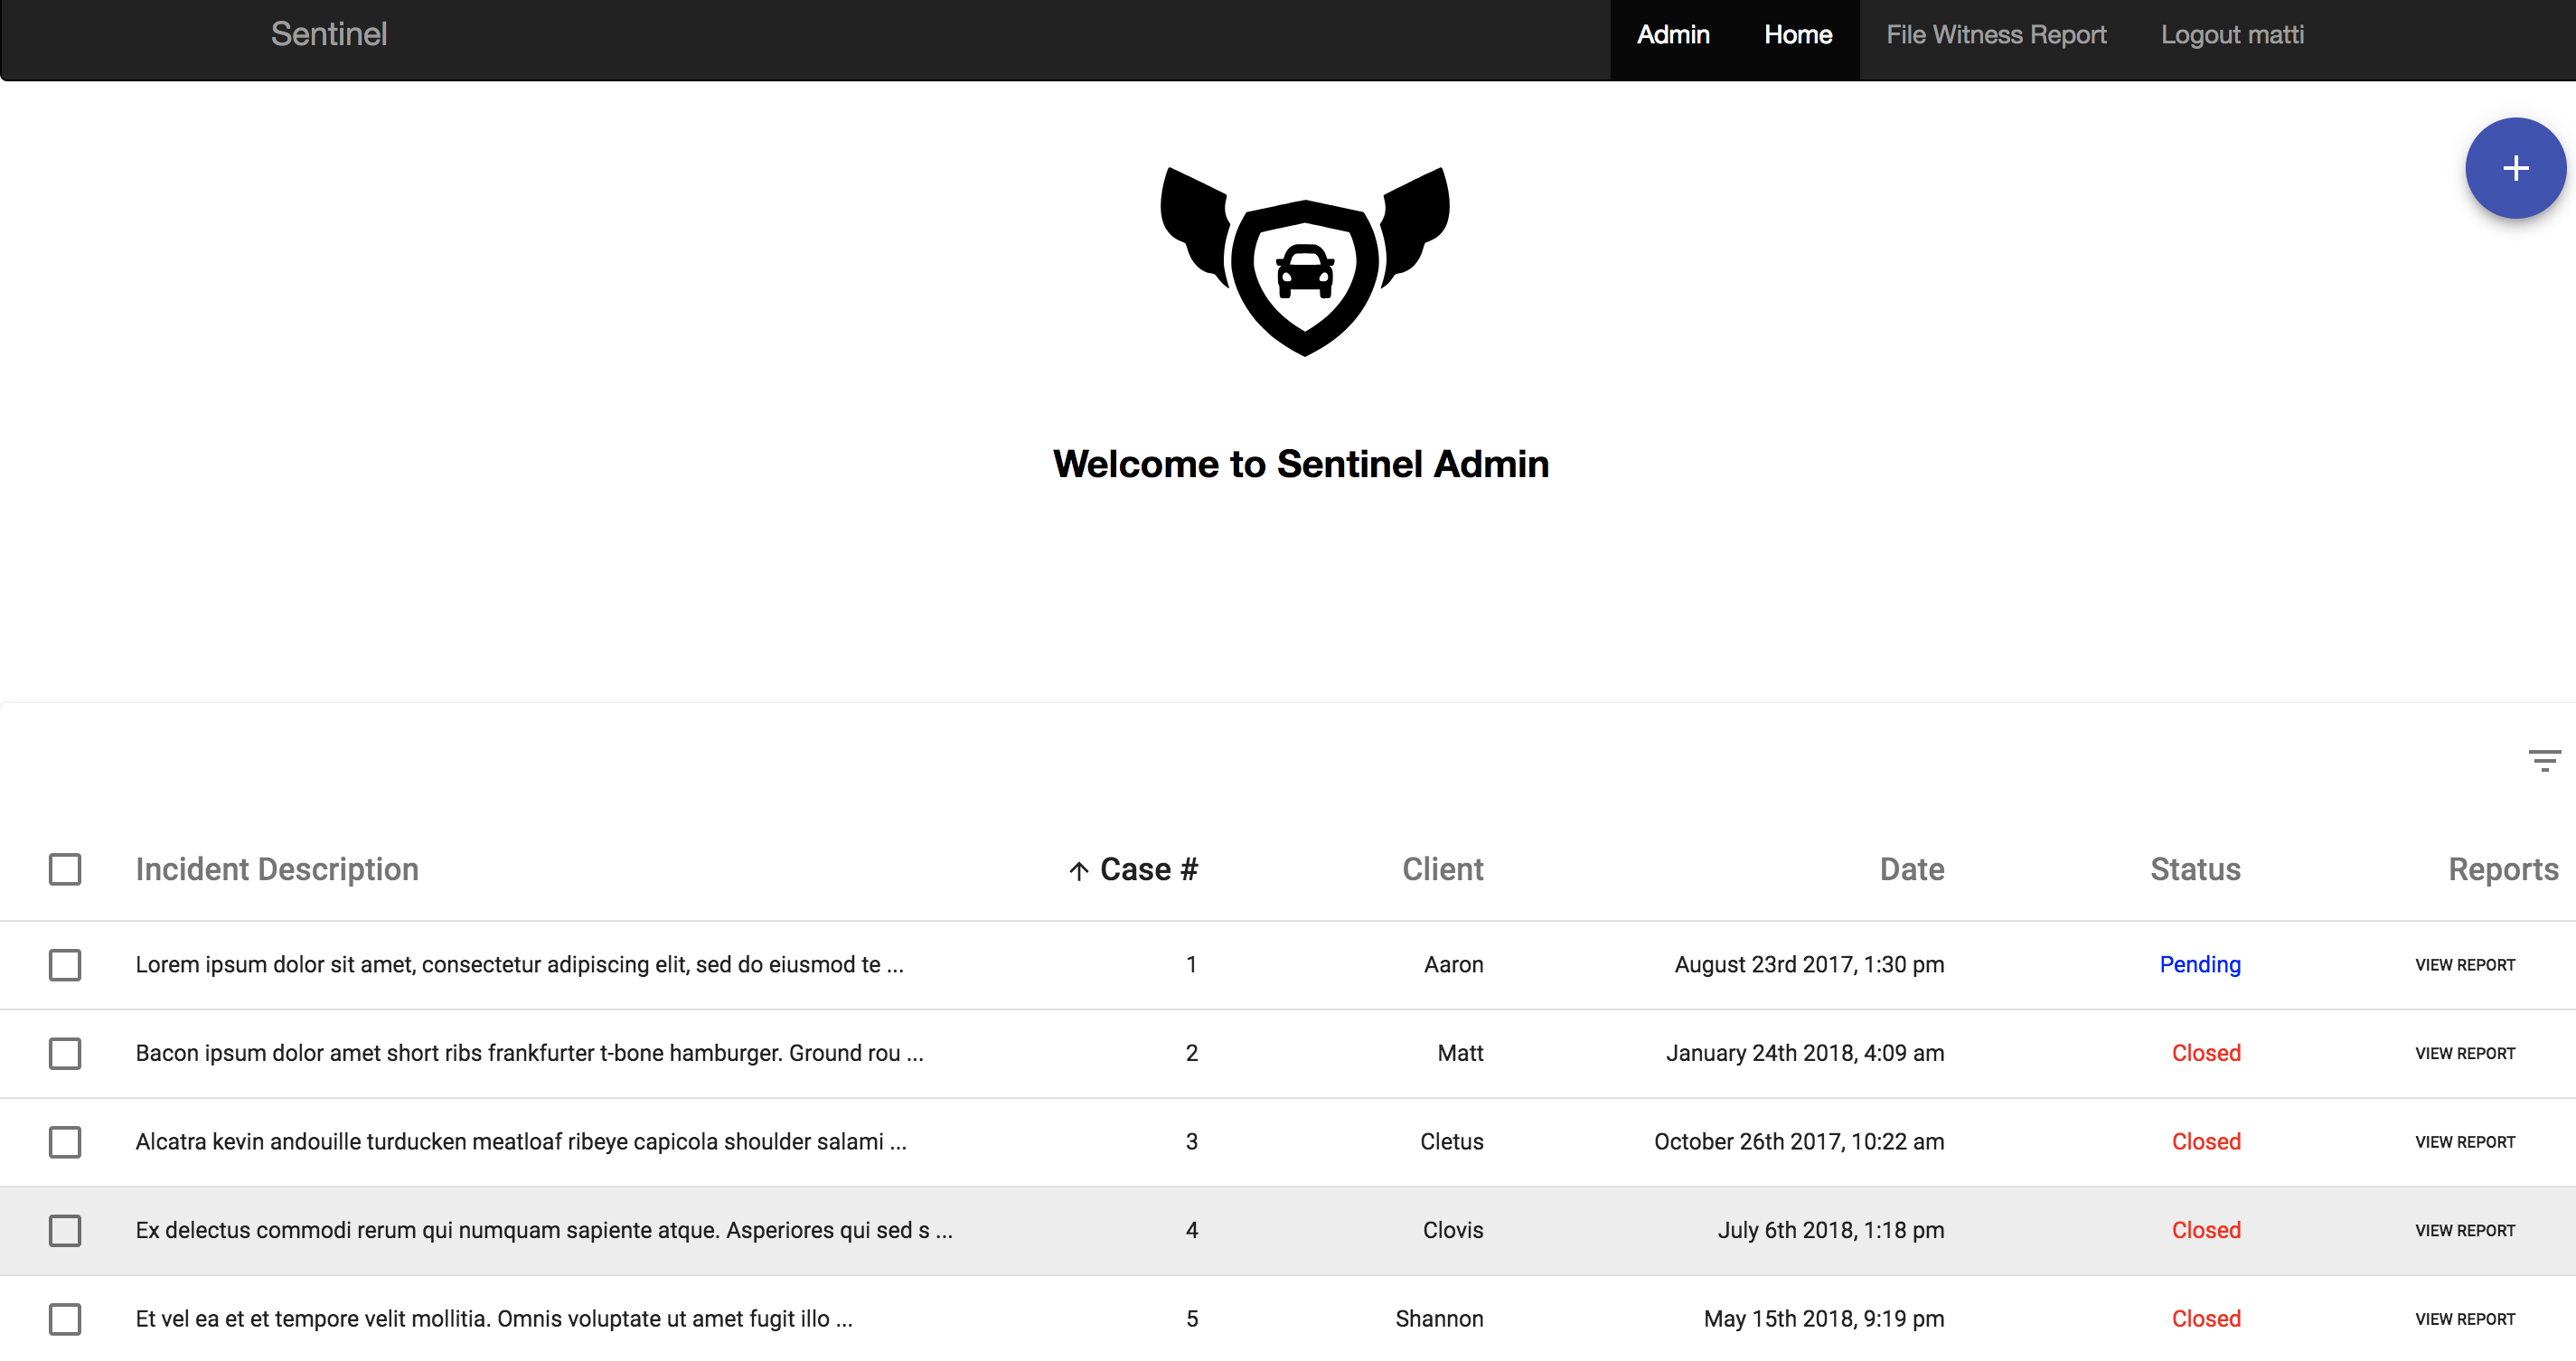 Sentinel Admin Home File Witness Report Logout matti
Welcome to Sentinel Admin
Incident Description Case # Client Date Status Reports
Lorem ipsum dolor sit amet, consectetur adipiscing elit, sed do eiusmod te ... 1 Aaron August 23rd 2017, 1:30 pm Pending VIEW REPORT
Bacon ipsum dolor amet short ribs frankfurter t-bone hamburger. Ground rou ... 2 Matt January 24th 2018, 4:09 am Closed VIEW REPORT
Alcatra kevin andouille turducken meatloaf ribeye capicola shoulder salami ... 3 Cletus October 26th 2017, 10:22 am Closed VIEW REPORT
Ex delectus commodi rerum qui numquam sapiente atque. Asperiores qui sed s ... 4 Clovis July 6th 2018, 1:18 pm Closed VIEW REPORT
Et vel ea et et tempore velit mollitia. Omnis voluptate ut amet fugit illo ... 5 Shannon May 15th 2018, 9:19 pm Closed VIEW REPORT